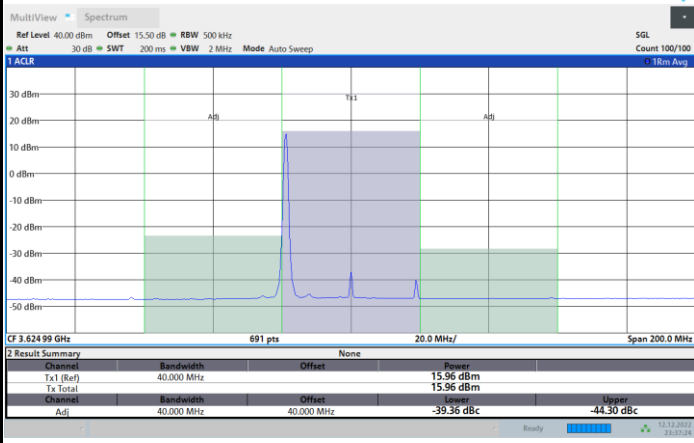 MultiView Spectrum
Ref Level 40.00 dBm Offset 15.50 dB RBW 500 kHz SGL
Att 30 dB SWT 200 ms VBW 2 MHz Mode Auto Sweep Count 100/100
1 ACLR 1Rm Avg
30 dBm
Tx1
20 dBm
Adj Adj
10 dBm
0 dBm
-10 dBm
-20 dBm
-30 dBm
-40 dBm
-50 dBm
CF 3.624 99 GHz 691 pts 20.0 MHz/ Span 200.0 MHz
2 Result Summary None
Channel Bandwidth Offset Power
Tx1 (Ref) 40.000 MHz 15.96 dBm
Tx Total 15.96 dBm
Channel Bandwidth Offset Lower Upper
Adj 40.000 MHz 40.000 MHz -39.36 dBc -44.30 dBc
Ready 12.12.2022
23:37:24